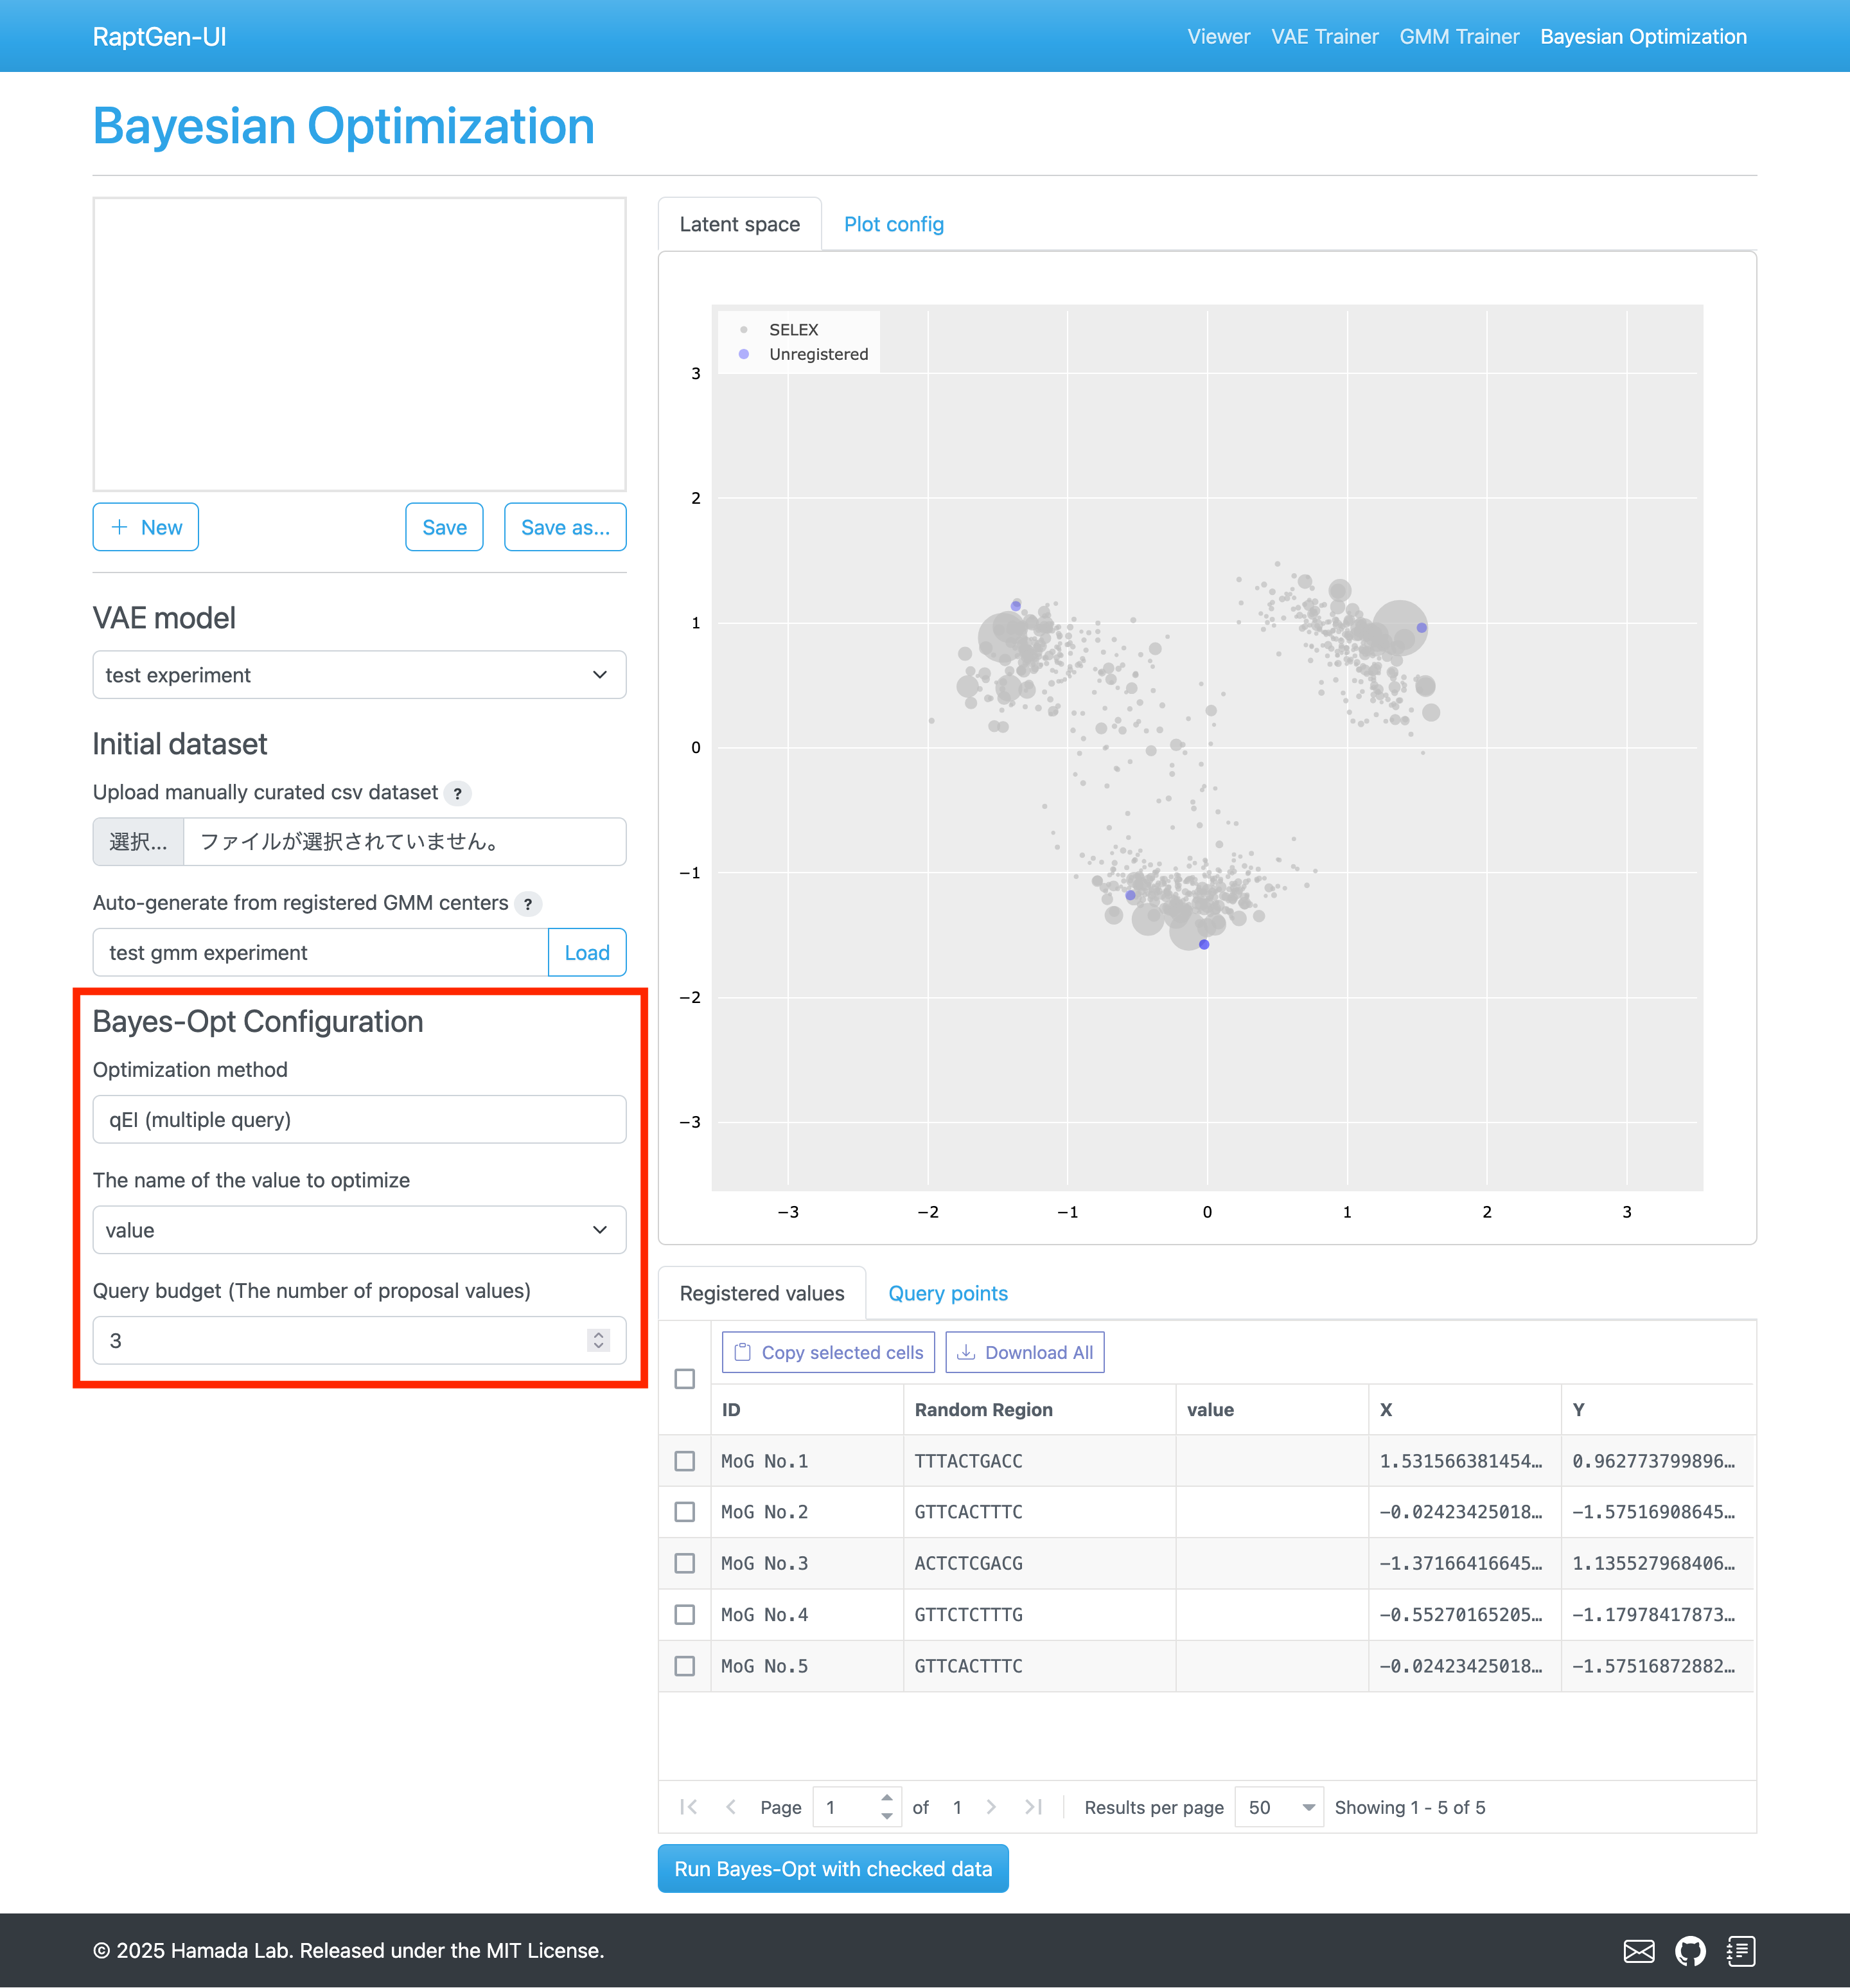 RaptGen-UI
Viewer VAE Trainer GMM Trainer Bayesian Optimization
Bayesian Optimization
+ New
Save
Save as...
VAE model
test experiment
Initial dataset
Upload manually curated csv dataset ?
選択... ファイルが選択されていません。
Auto-generate from registered GMM centers ?
test gmm experiment Load
Bayes-Opt Configuration
Optimization method
qEI (multiple query)
The name of the value to optimize
value
Query budget (The number of proposal values)
3
Latent space Plot config
SELEX
Unregistered
3
2
1
0
−1
−2
−3
−3 −2 −1 0 1 2 3
Registered values Query points
Copy selected cells Download All
ID Random Region value X Y
MoG No.1 TTTACTGACC 1.531566381454… 0.962773799896…
MoG No.2 GTTCACTTTC −0.02423425018… −1.57516908645…
MoG No.3 ACTCTCGACG −1.37166416645… 1.135527968406…
MoG No.4 GTTCTCTTTG −0.55270165205… −1.17978417873…
MoG No.5 GTTCACTTTC −0.02423425018… −1.57516872882…
Page 1 of 1 Results per page 50 Showing 1 - 5 of 5
Run Bayes-Opt with checked data
© 2025 Hamada Lab. Released under the MIT License.